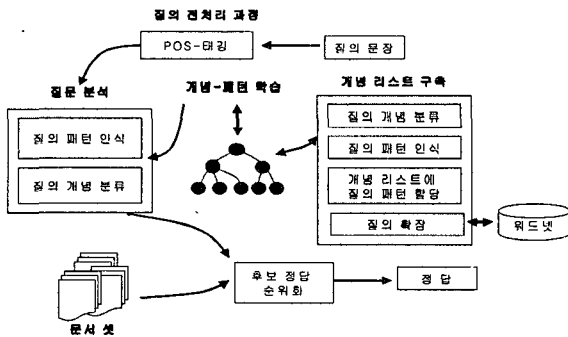 질의 전처리 과정
POS-태깅
질의 문장
질문 분석
개념-패턴 학습
개념 리스트 구축
질의 패턴 인식
질의 개념 분류
질의 개념 분류
질의 패턴 인식
개념 리스트에
질의 패턴 할당
질의 확장
워드넷
후보 정답
순위화
정답
문서 셋